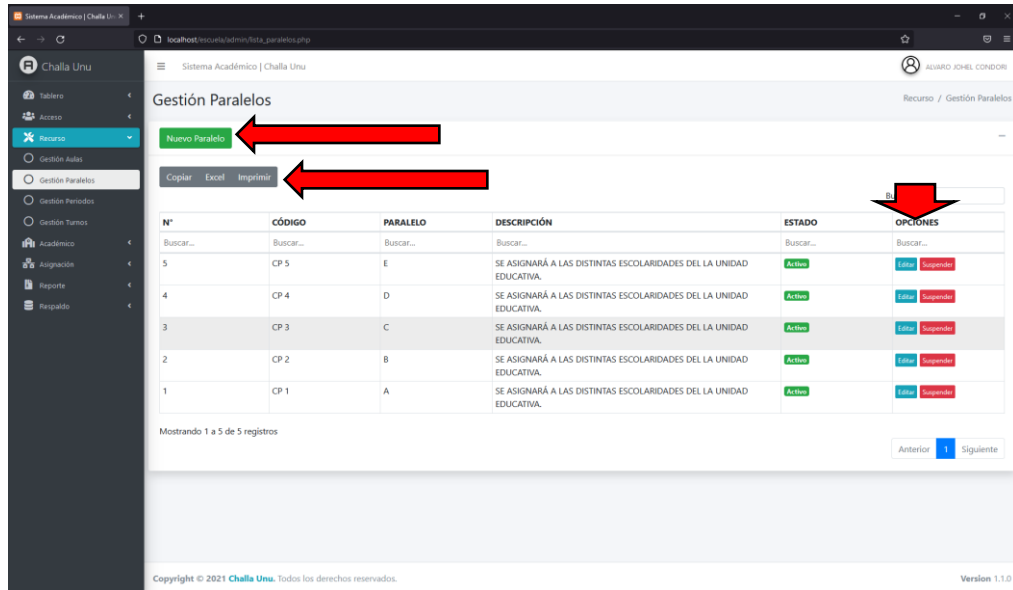 Sistema Académico | Challa Un
localhost/escuela/admin/lista_paralelos.php
Challa Unu
Sistema Académico | Challa Unu
ALVARO JOHEL CONDORI
Tablero
Acceso
Recurso
Gestión Aulas
Gestión Paralelos
Gestión Periodos
Gestión Turnos
Académico
Asignación
Reporte
Respaldo
Gestión Paralelos
Recurso / Gestión Paralelos
Nuevo Paralelo
Copiar Excel Imprimir
N° CÓDIGO PARALELO DESCRIPCIÓN ESTADO OPCIONES
Buscar... Buscar... Buscar... Buscar... Buscar... Buscar...
5 CP 5 E SE ASIGNARÁ A LAS DISTINTAS ESCOLARIDADES DEL LA UNIDAD Activo Editar Suspender
EDUCATIVA.
4 CP 4 D SE ASIGNARÁ A LAS DISTINTAS ESCOLARIDADES DEL LA UNIDAD Activo Editar Suspender
EDUCATIVA.
3 CP 3 C SE ASIGNARÁ A LAS DISTINTAS ESCOLARIDADES DEL LA UNIDAD Activo Editar Suspender
EDUCATIVA.
2 CP 2 B SE ASIGNARÁ A LAS DISTINTAS ESCOLARIDADES DEL LA UNIDAD Activo Editar Suspender
EDUCATIVA.
1 CP 1 A SE ASIGNARÁ A LAS DISTINTAS ESCOLARIDADES DEL LA UNIDAD Activo Editar Suspender
EDUCATIVA.
Mostrando 1 a 5 de 5 registros
Anterior 1 Siguiente
Copyright © 2021 Challa Unu. Todos los derechos reservados.
Version 1.1.0